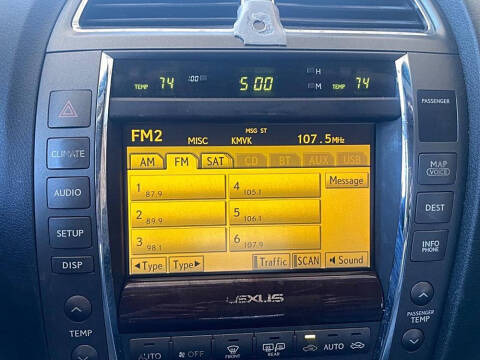 TEMP 74 5:00 H M TEMP 74
FM2 MSG ST
MISC KMVK 107.5 MHz
AM FM SAT CD BT AUX USB
1 87.9 4 105.1 Message
2 89.9 5 106.1
3 98.1 6 107.9
◄Type Type► Traffic SCAN Sound
CLIMATE
AUDIO
SETUP
DISP
TEMP
PASSENGER
MAP VOICE
DEST
INFO PHONE
PASSENGER TEMP
LEXUS
AUTO OFF FRONT REAR AUTO